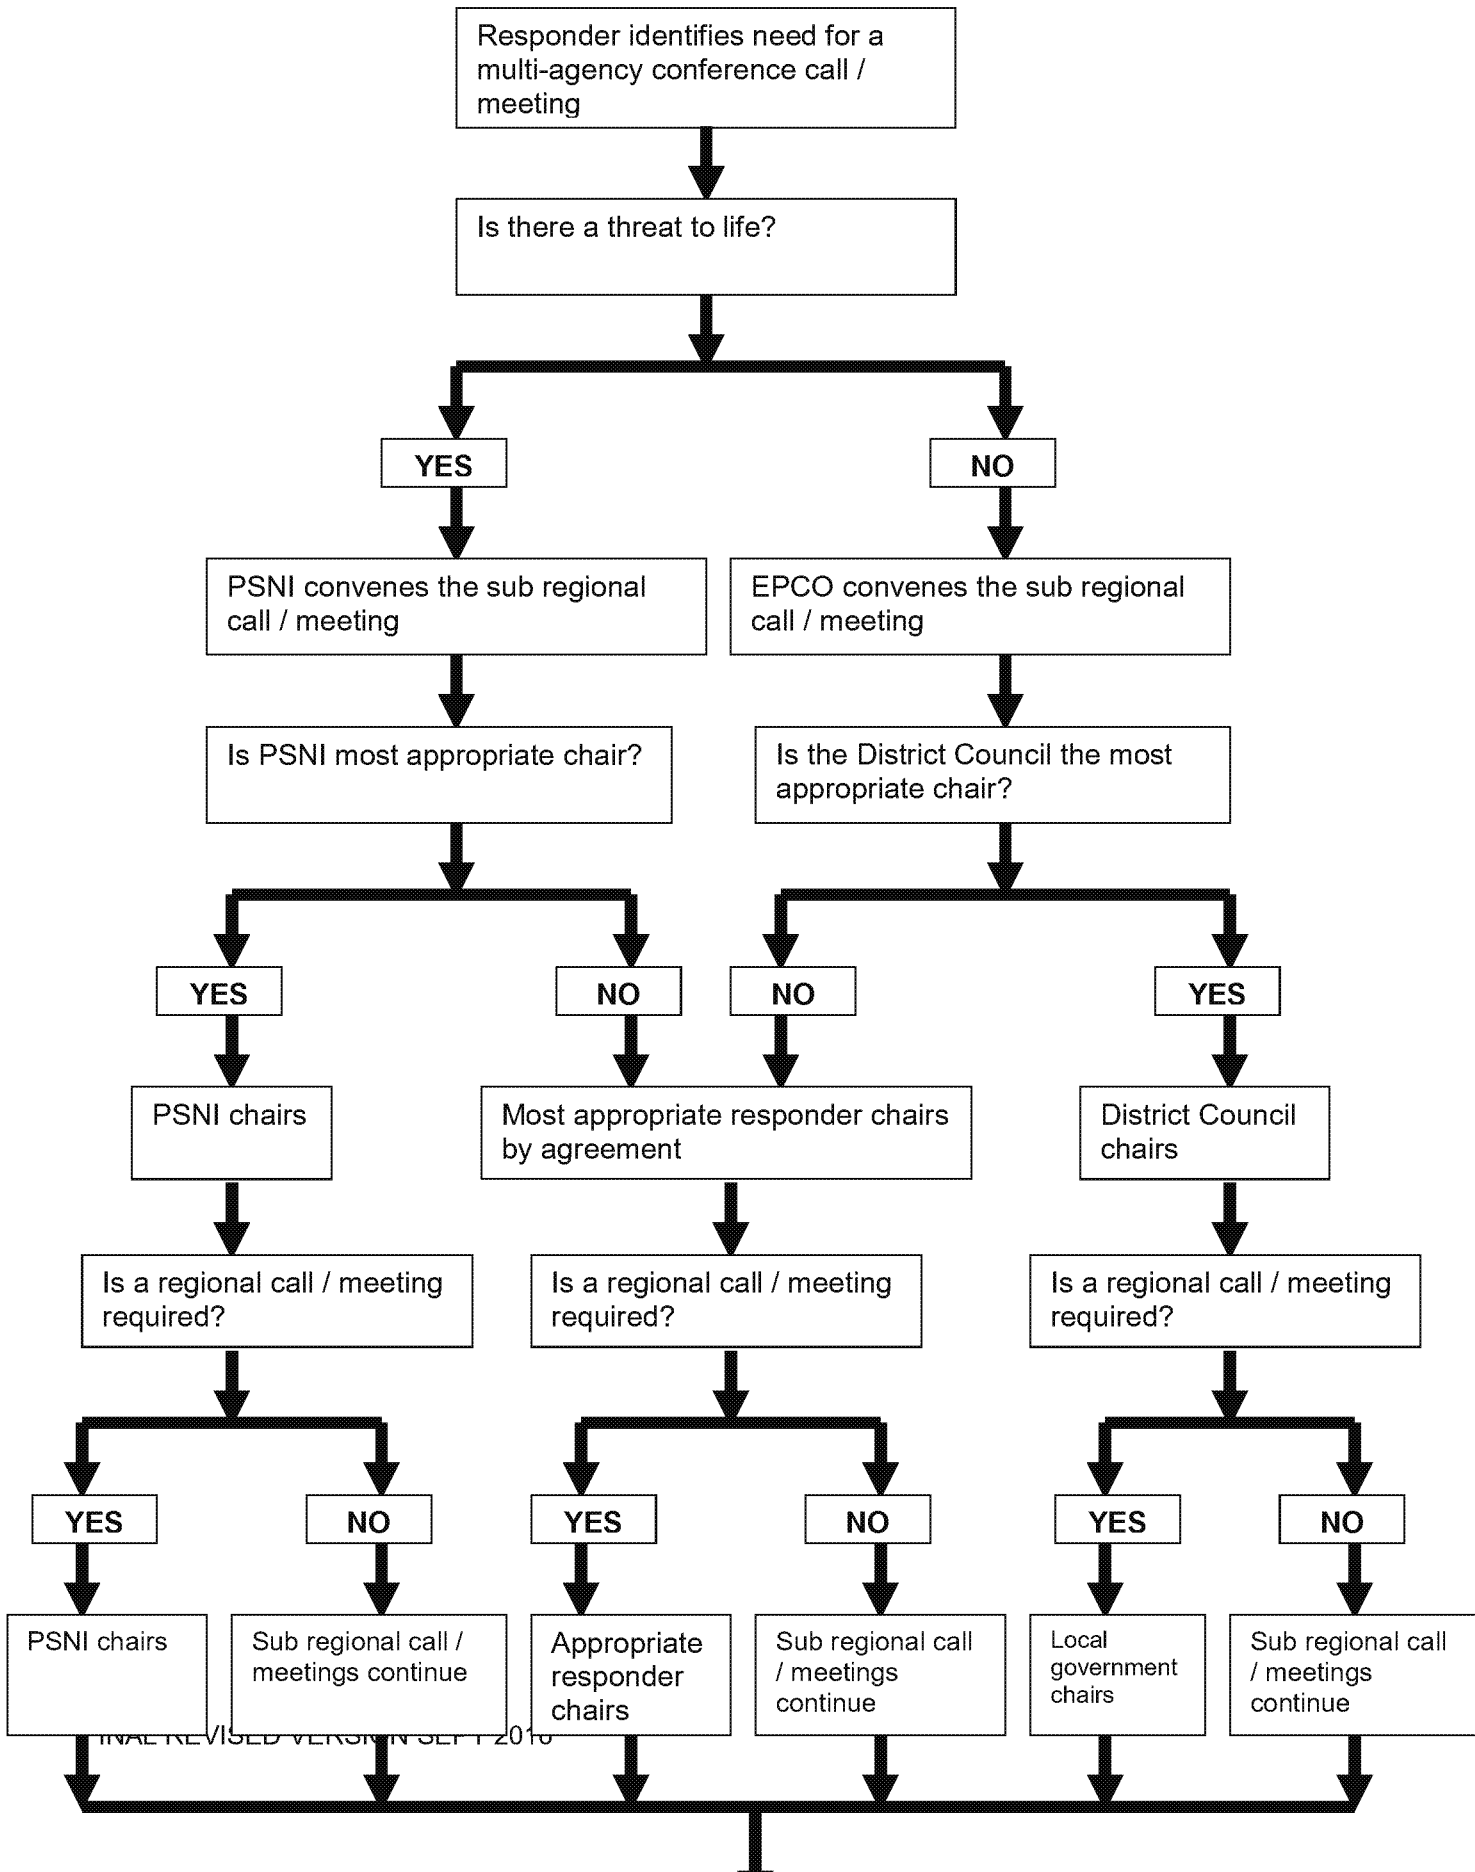 Responder identifies need for a
multi-agency conference call /
meeting
Is there a threat to life?
YES
NO
PSNI convenes the sub regional
call / meeting
EPCO convenes the sub regional
call / meeting
Is PSNI most appropriate chair?
Is the District Council the most
appropriate chair?
YES
NO
NO
YES
PSNI chairs
Most appropriate responder chairs
by agreement
District Council
chairs
Is a regional call / meeting
required?
Is a regional call / meeting
required?
Is a regional call / meeting
required?
YES
NO
YES
NO
YES
NO
PSNI chairs
Sub regional call /
meetings continue
Appropriate
responder
chairs
Sub regional call
/ meetings
continue
Local
government
chairs
Sub regional call
/ meetings
continue
REVISED VERSION SEPT